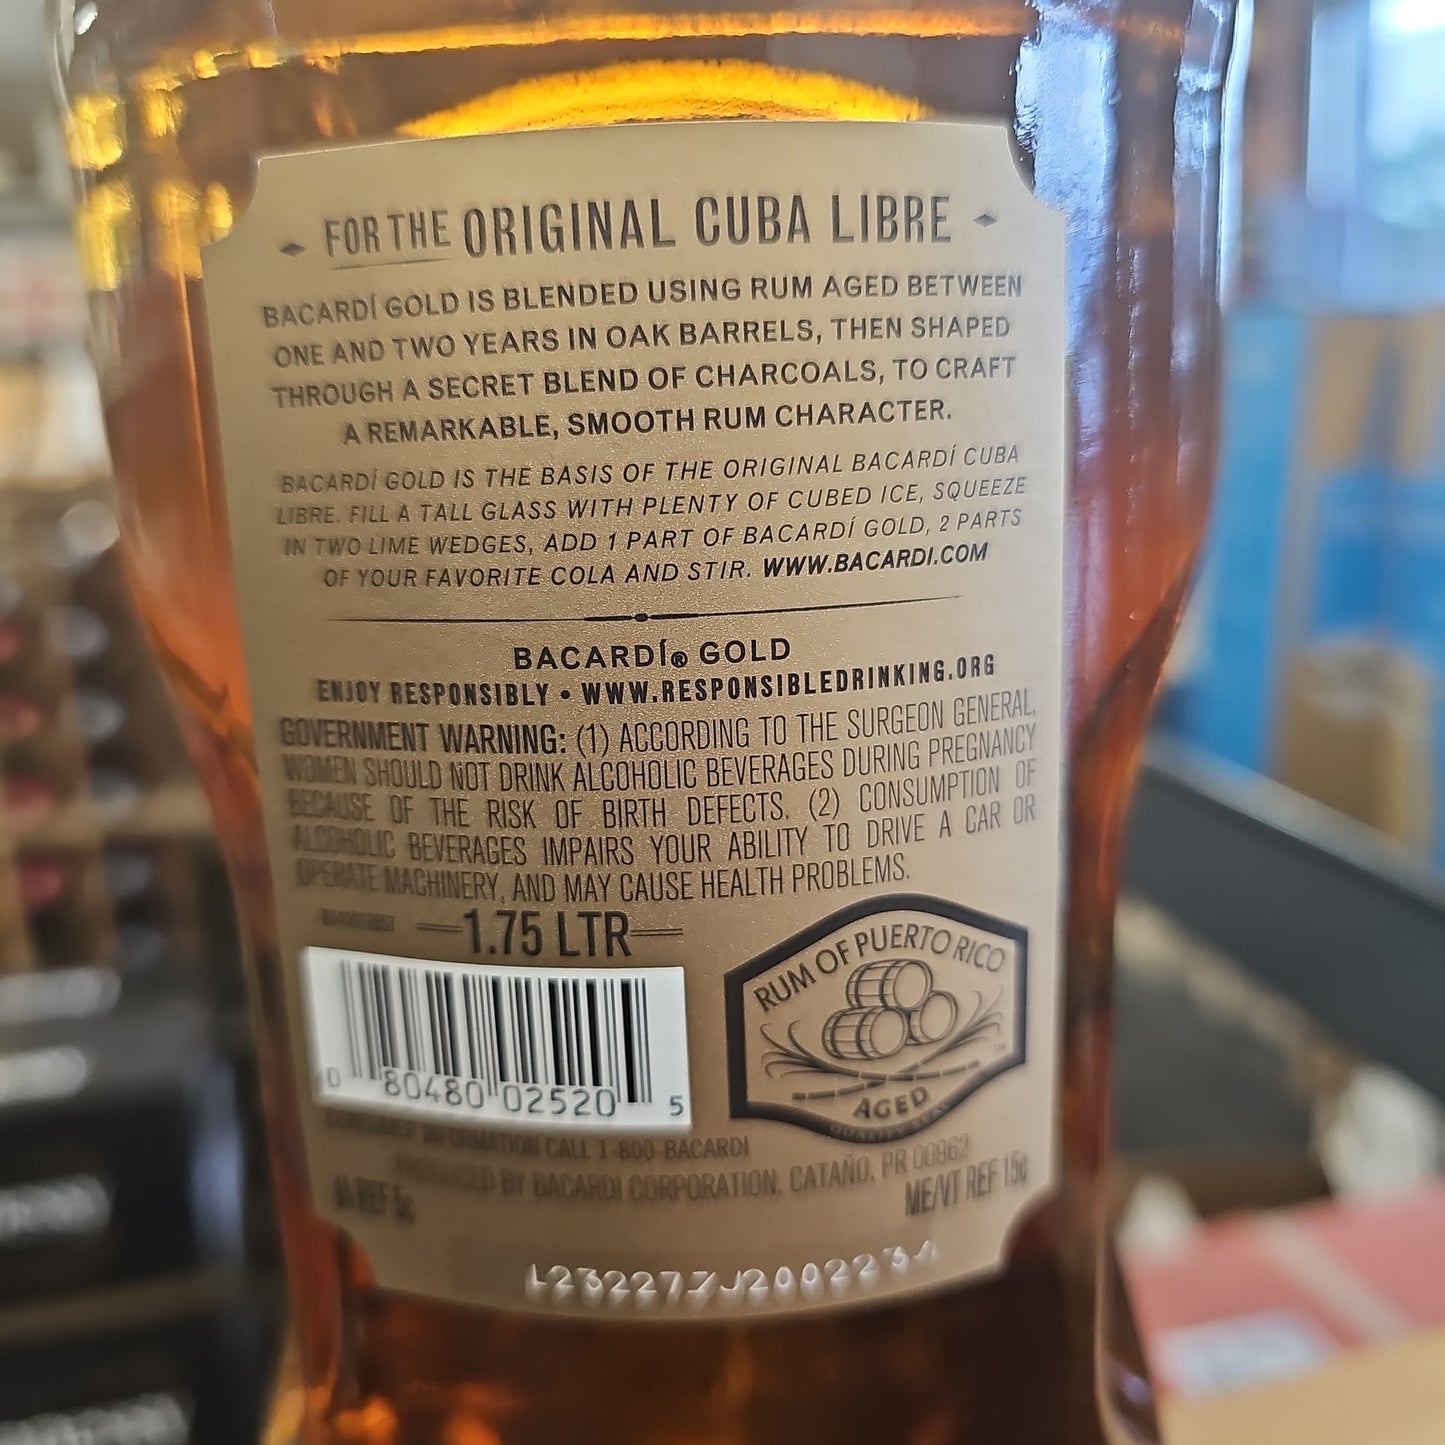 FOR THE ORIGINAL CUBA LIBRE
BACARDÍ GOLD IS BLENDED USING RUM AGED BETWEEN
ONE AND TWO YEARS IN OAK BARRELS, THEN SHAPED
THROUGH A SECRET BLEND OF CHARCOALS, TO CRAFT
A REMARKABLE, SMOOTH RUM CHARACTER.
BACARDÍ GOLD IS THE BASIS OF THE ORIGINAL BACARDÍ CUBA
LIBRE. FILL A TALL GLASS WITH PLENTY OF CUBED ICE, SQUEEZE
IN TWO LIME WEDGES, ADD 1 PART OF BACARDÍ GOLD, 2 PARTS
OF YOUR FAVORITE COLA AND STIR. WWW.BACARDI.COM
BACARDÍ® GOLD
ENJOY RESPONSIBLY • WWW.RESPONSIBLEDRINKING.ORG
GOVERNMENT WARNING: (1) ACCORDING TO THE SURGEON GENERAL,
WOMEN SHOULD NOT DRINK ALCOHOLIC BEVERAGES DURING PREGNANCY
BECAUSE OF THE RISK OF BIRTH DEFECTS. (2) CONSUMPTION OF
ALCOHOLIC BEVERAGES IMPAIRS YOUR ABILITY TO DRIVE A CAR OR
OPERATE MACHINERY, AND MAY CAUSE HEALTH PROBLEMS.
1.75 LTR
RUM OF PUERTO RICO
AGED
0 80480 02520 5
CONSUMER INFORMATION CALL 1-800-BACARDI
PRODUCED BY BACARDI CORPORATION, CATAÑO, PR 00962
IA REF 5c
ME/VT REF 15¢